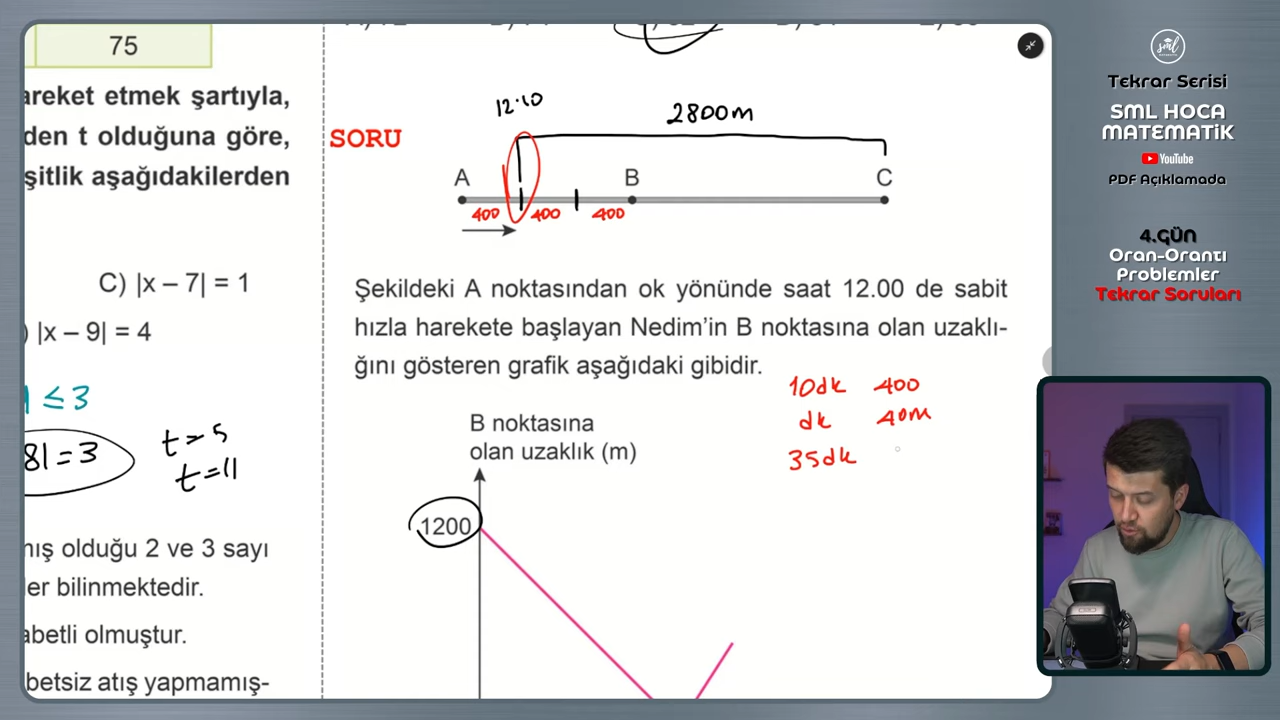 75
areket etmek şartıyla,
den t olduğuna göre,
şitlik aşağıdakilerden
C) |x – 7| = 1
) |x – 9| = 4
≤ 3
81 = 3
t = 5
t = 11
mış olduğu 2 ve 3 sayı
ler bilinmektedir.
abetli olmuştur.
betsiz atış yapmamış-
12.10
2800m
SORU
A
B
C
400
400
400
Şekildeki A noktasından ok yönünde saat 12.00 de sabit
hızla harekete başlayan Nedim'in B noktasına olan uzaklı-
ğını gösteren grafik aşağıdaki gibidir.
10dk 400
dk 40m
35dk
B noktasına
olan uzaklık (m)
1200
sml
Tekrar Serisi
SML HOCA
MATEMATİK
YouTube
PDF Açıklamada
4.GÜN
Oran-Orantı
Problemler
Tekrar Soruları